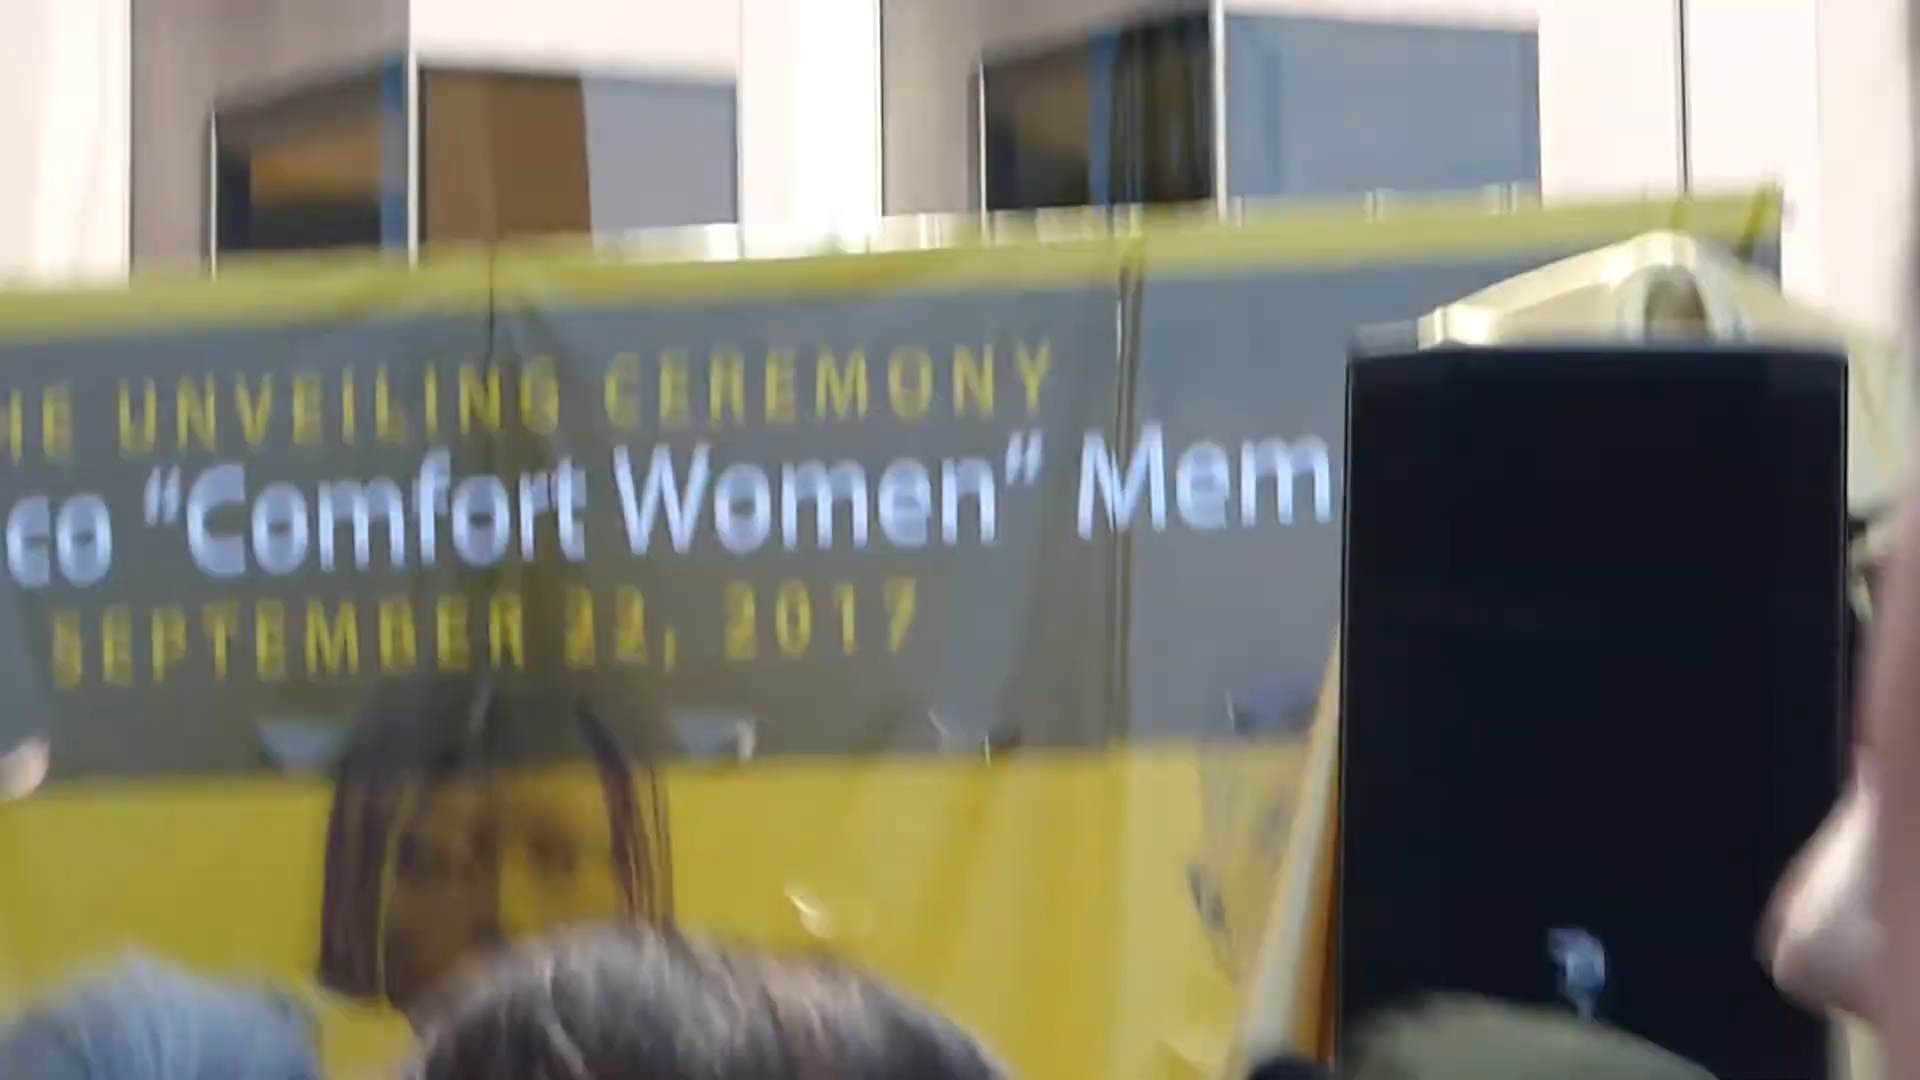 HE UNVEILING CEREMONY
co “Comfort Women” Mem
SEPTEMBER 22, 2017